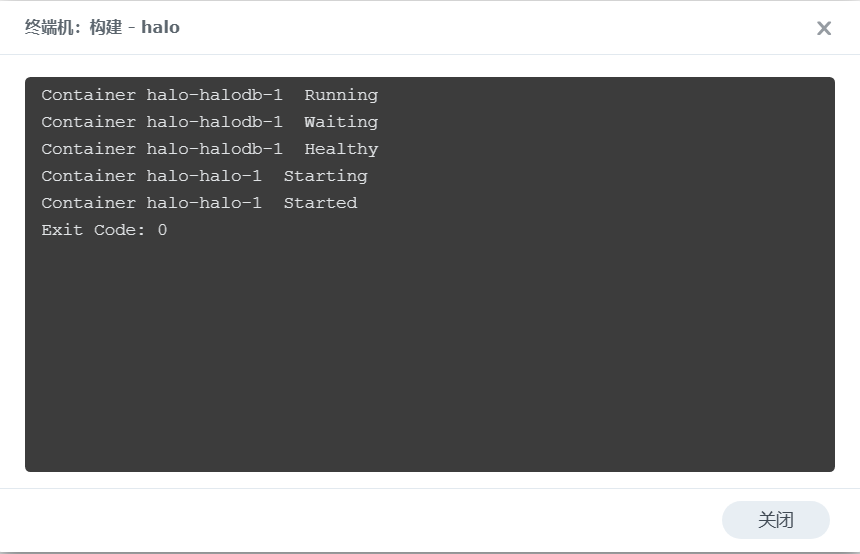 终端机：构建 - halo
Container halo-halodb-1  Running
Container halo-halodb-1  Waiting
Container halo-halodb-1  Healthy
Container halo-halo-1  Starting
Container halo-halo-1  Started
Exit Code: 0
关闭